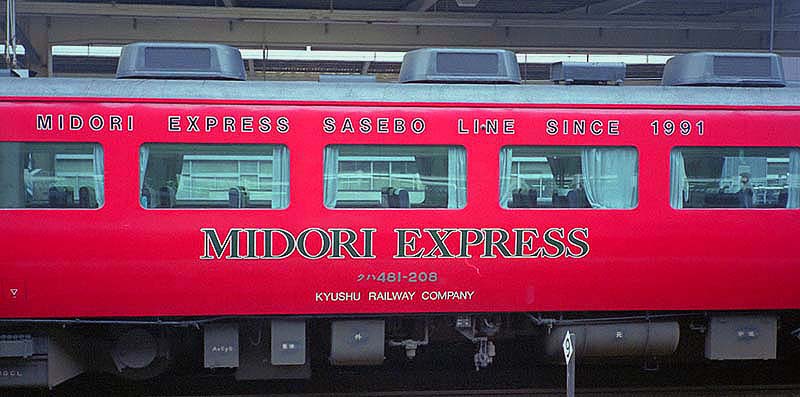 MIDORI EXPRESS SASEBO LINE SINCE 1991
MIDORI EXPRESS
クハ481-208
KYUSHU RAILWAY COMPANY